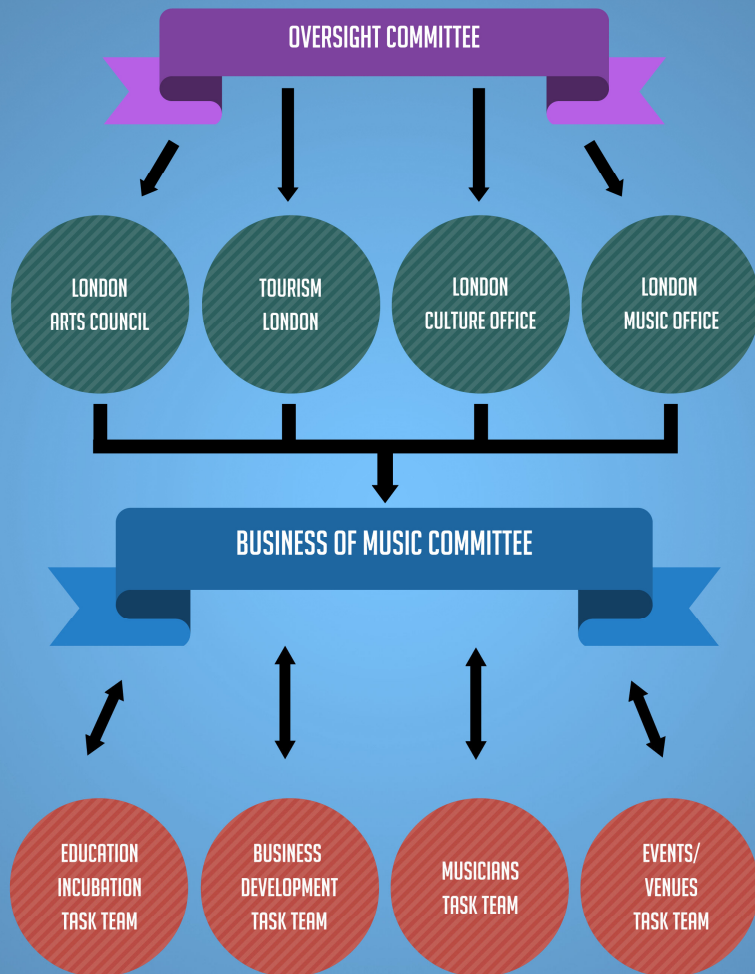 OVERSIGHT COMMITTEE
LONDON
ARTS COUNCIL
TOURISM
LONDON
LONDON
CULTURE OFFICE
LONDON
MUSIC OFFICE
BUSINESS OF MUSIC COMMITTEE
EDUCATION
INCUBATION
TASK TEAM
BUSINESS
DEVELOPMENT
TASK TEAM
MUSICIANS
TASK TEAM
EVENTS/
VENUES
TASK TEAM